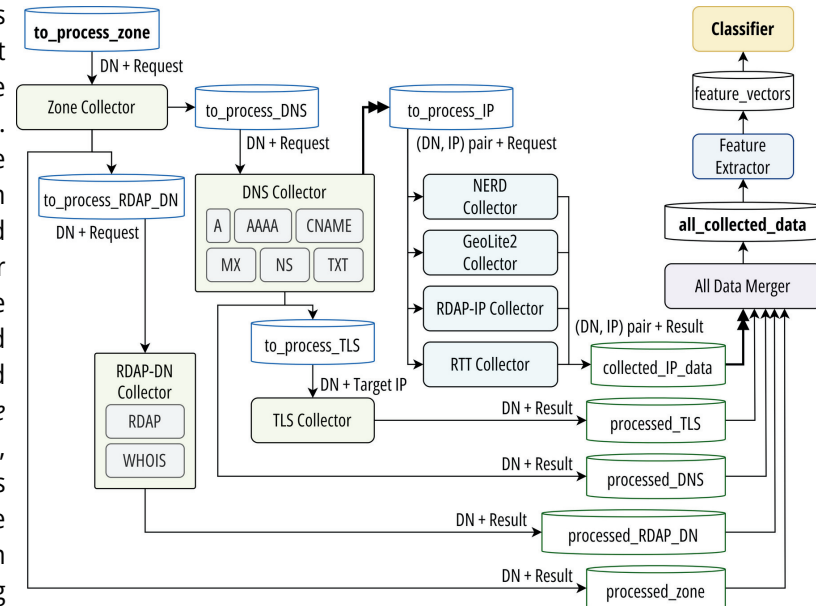 to_process_zone
DN + Request
Zone Collector
to_process_DNS
DN + Request
to_process_IP
(DN, IP) pair + Request
Classifier
feature_vectors
Feature
Extractor
all_collected_data
All Data Merger
to_process_RDAP_DN
DN + Request
DNS Collector
A
AAAA
CNAME
MX
NS
TXT
NERD
Collector
GeoLite2
Collector
RDAP-IP Collector
RTT Collector
(DN, IP) pair + Result
collected_IP_data
to_process_TLS
DN + Target IP
TLS Collector
RDAP-DN
Collector
RDAP
WHOIS
DN + Result
processed_TLS
DN + Result
processed_DNS
DN + Result
processed_RDAP_DN
DN + Result
processed_zone